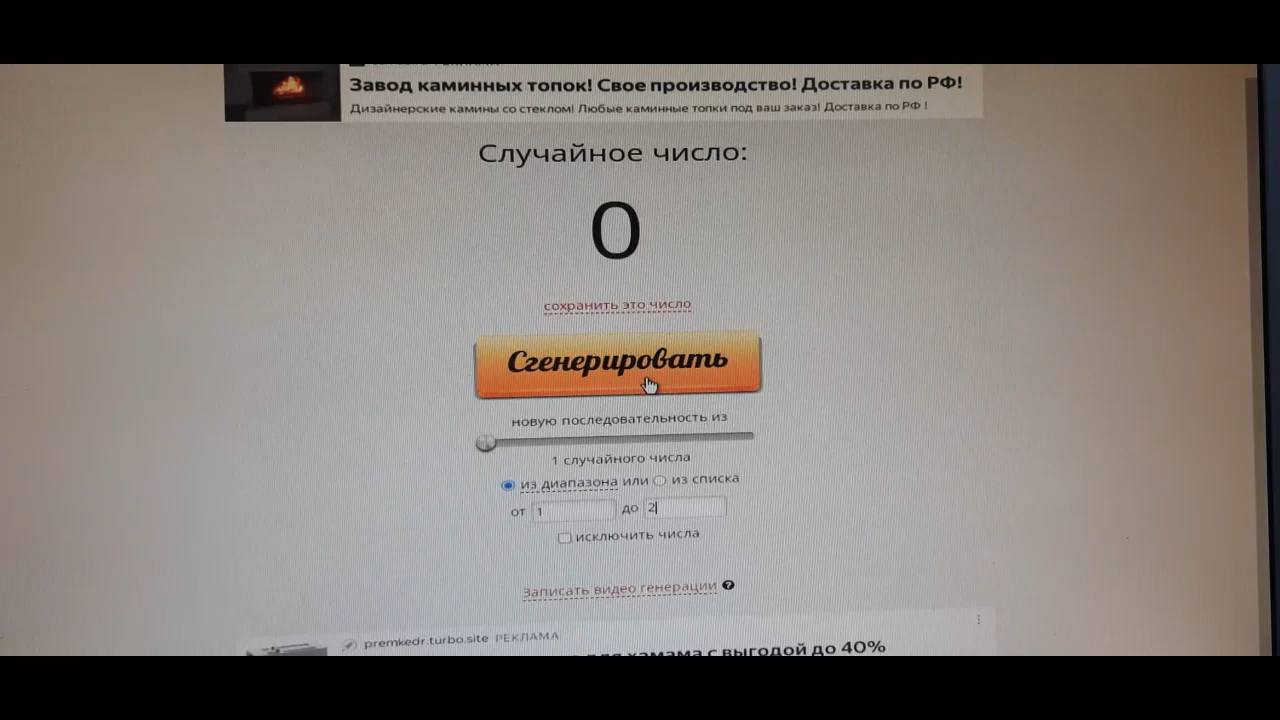 Завод каминных топок! Свое производство! Доставка по РФ!
Дизайнерские камины со стеклом! Любые каминные топки под ваш заказ! Доставка по РФ !
Случайное число:
0
сохранить это число
Сгенерировать
новую последовательность из
1 случайного числа
из диапазона или из списка
от 1 до 2
исключить числа
Записать видео генерации ?
premkedr.turbo.site РЕКЛАМА
для хамама с выгодой до 40%